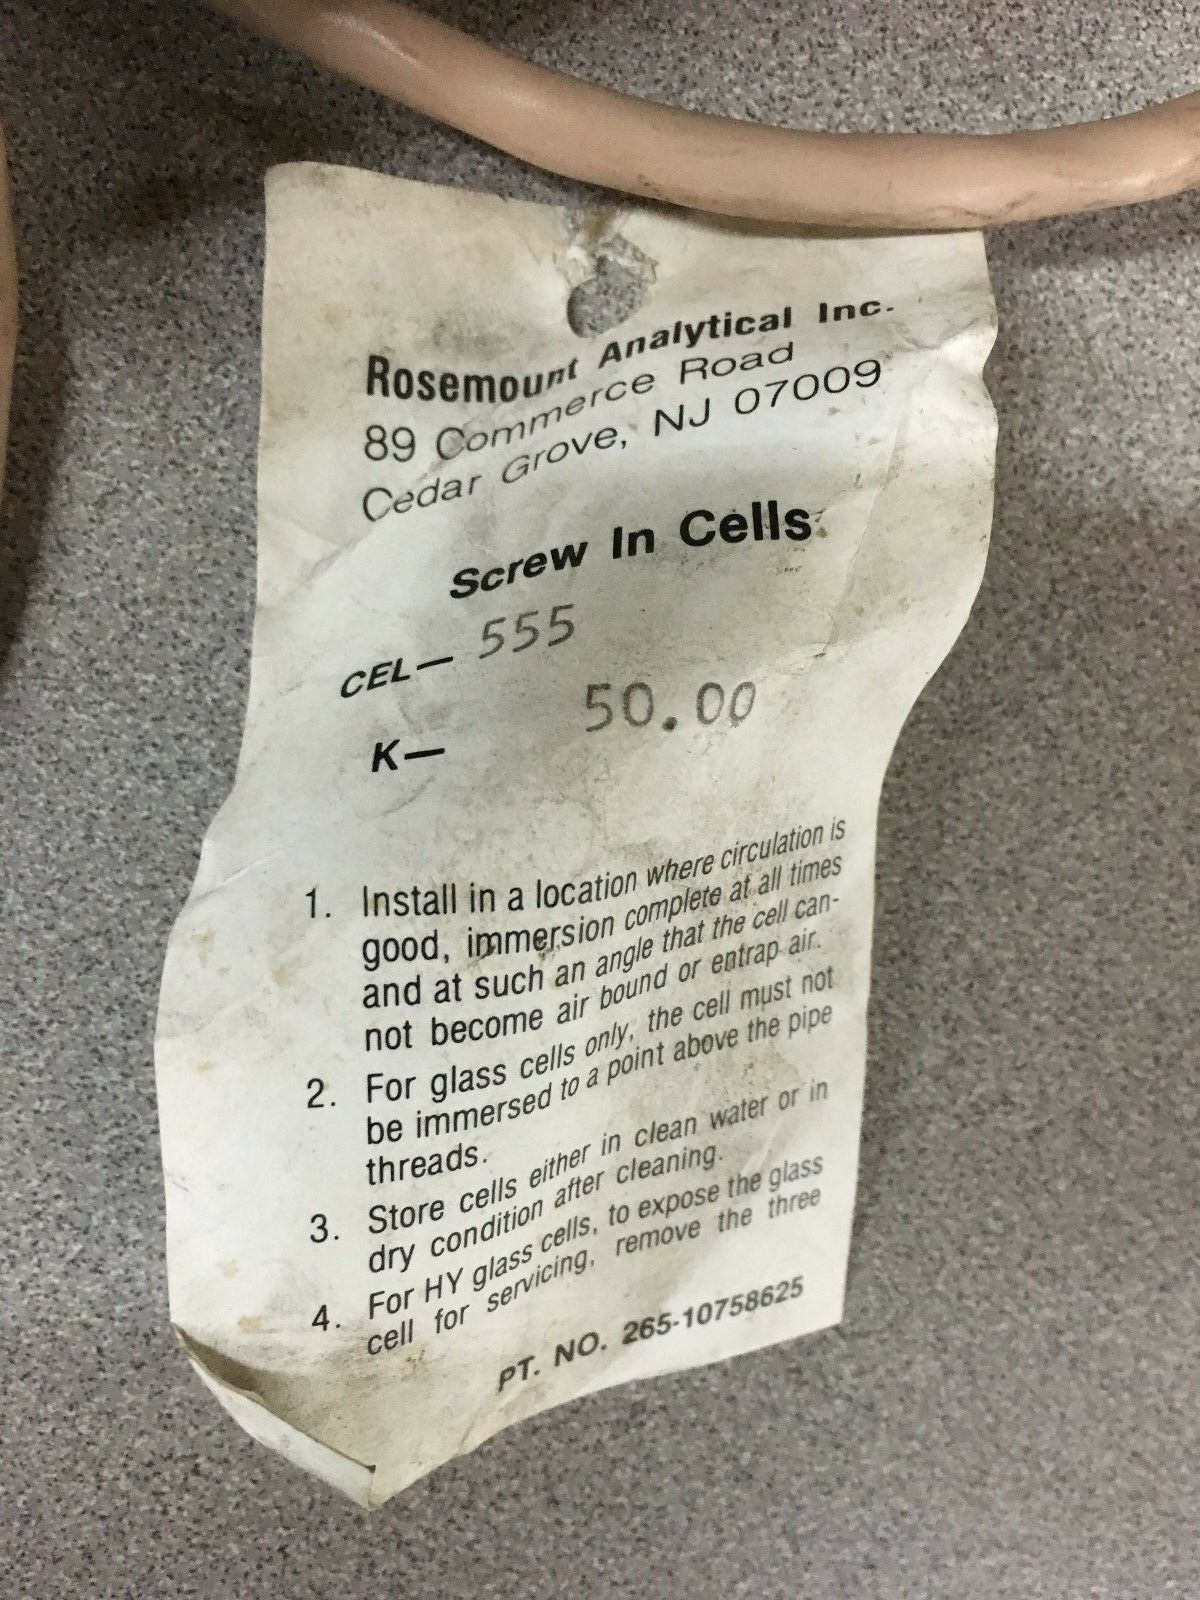 Rosemount Analytical Inc.
89 Commerce Road
Cedar Grove, NJ 07009
Screw In Cells
CEL— 555
K— 50.00
1. Install in a location where circulation is
good, immersion complete at all times
and at such an angle that the cell can-
not become air bound or entrap air.
2. For glass cells only, the cell must not
be immersed to a point above the pipe
threads.
3. Store cells either in clean water or in
dry condition after cleaning.
4. For HY glass cells, to expose the glass
cell for servicing, remove the three
PT. NO. 265-10758625